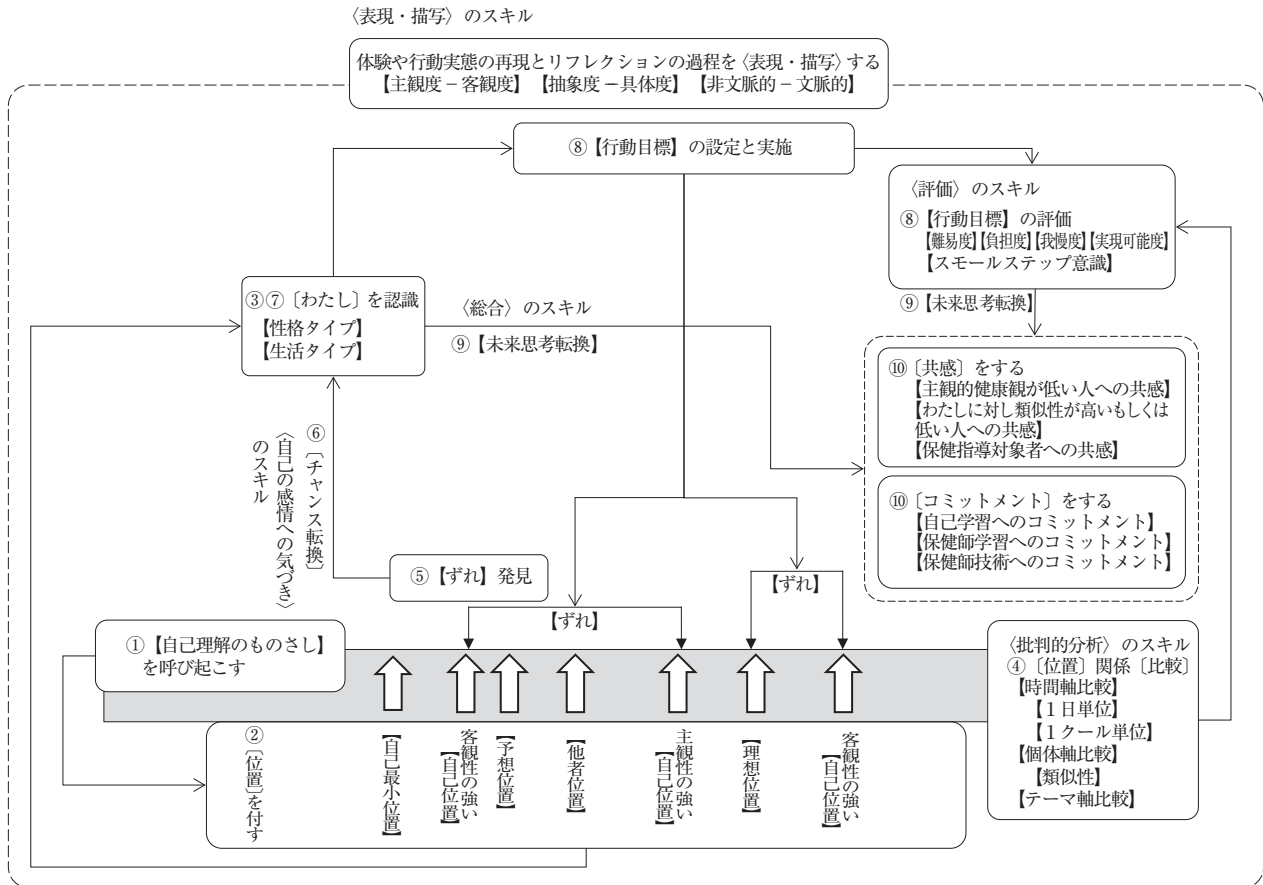 〈表現・描写〉のスキル
体験や行動実態の再現とリフレクションの過程を〈表現・描写〉する
【主観度－客観度】【抽象度－具体度】【非文脈的－文脈的】
⑧【行動目標】の設定と実施
〈評価〉のスキル
⑧【行動目標】の評価
【難易度】【負担度】【我慢度】【実現可能度】
【スモールステップ意識】
⑨【未来思考転換】
③⑦〔わたし〕を認識
【性格タイプ】
【生活タイプ】
〈総合〉のスキル
⑨【未来思考転換】
⑩〔共感〕をする
【主観的健康観が低い人への共感】
【わたしに対し類似性が高いもしくは
低い人への共感】
【保健指導対象者への共感】
⑩〔コミットメント〕をする
【自己学習へのコミットメント】
【保健師学習へのコミットメント】
【保健師技術へのコミットメント】
⑥〔チャンス転換〕
〈自己の感情への気づき〉
のスキル
⑤【ずれ】発見
【ずれ】
【ずれ】
①【自己理解のものさし】
を呼び起こす
②〔位置〕を付す
【自己最小位置】
客観性の強い
【自己位置】
【予想位置】
【他者位置】
主観性の強い
【自己位置】
【理想位置】
客観性の強い
【自己位置】
〈批判的分析〉のスキル
④〔位置〕関係〔比較〕
【時間軸比較】
【１日単位】
【１クール単位】
【個体軸比較】
【類似性】
【テーマ軸比較】